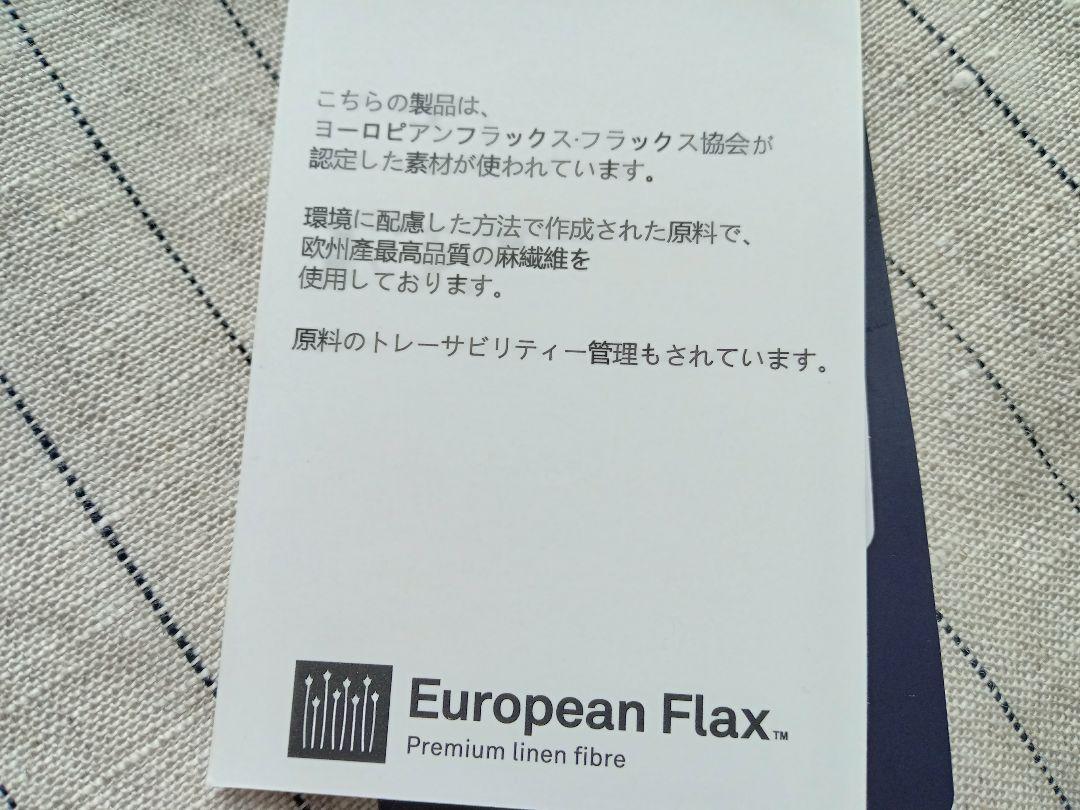 こちらの製品は、
ヨーロピアンフラックス·フラックス協会が
認定した素材が使われています。
環境に配慮した方法で作成された原料で、
欧州產最高品質の麻繊維を
使用しております。
原料のトレーサビリティー管理もされています。
European Flax™
Premium linen fibre